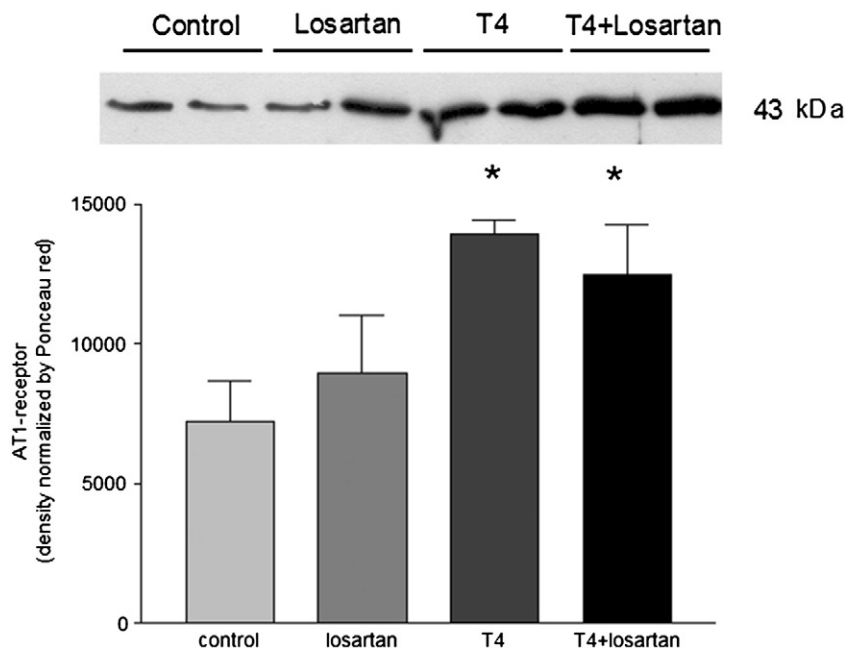 Control Losartan T4 T4+Losartan
43 kDa
* *
15000
10000
5000
0
AT1-receptor
(density normalized by Ponceau red)
control losartan T4 T4+losartan